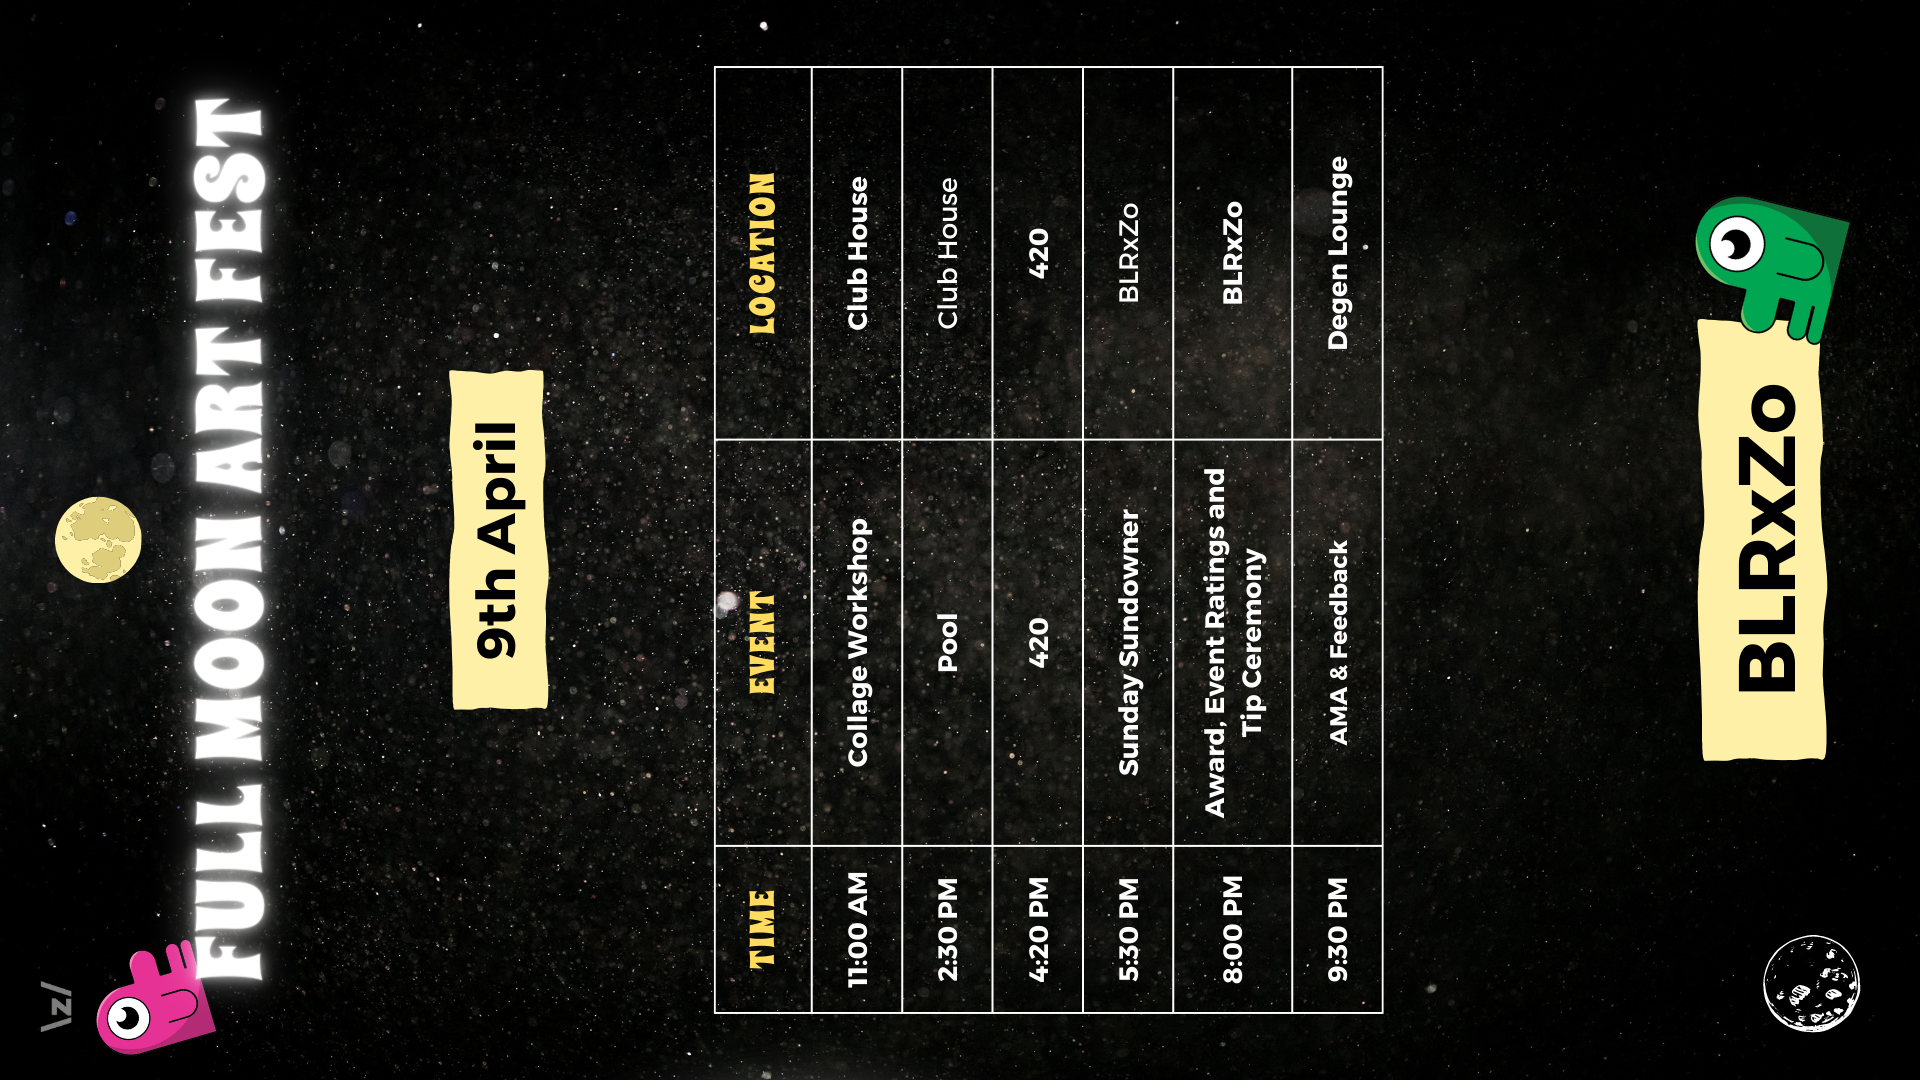 \z/
FULL MOON ART FEST
9th April
TIME EVENT LOCATION
11:00 AM Collage Workshop Club House
2:30 PM Pool Club House
4:20 PM 420 420
5:30 PM Sunday Sundowner BLRxZo
8:00 PM Award, Event Ratings and
Tip Ceremony BLRxZo
9:30 PM AMA & Feedback Degen Lounge
BLRxZo